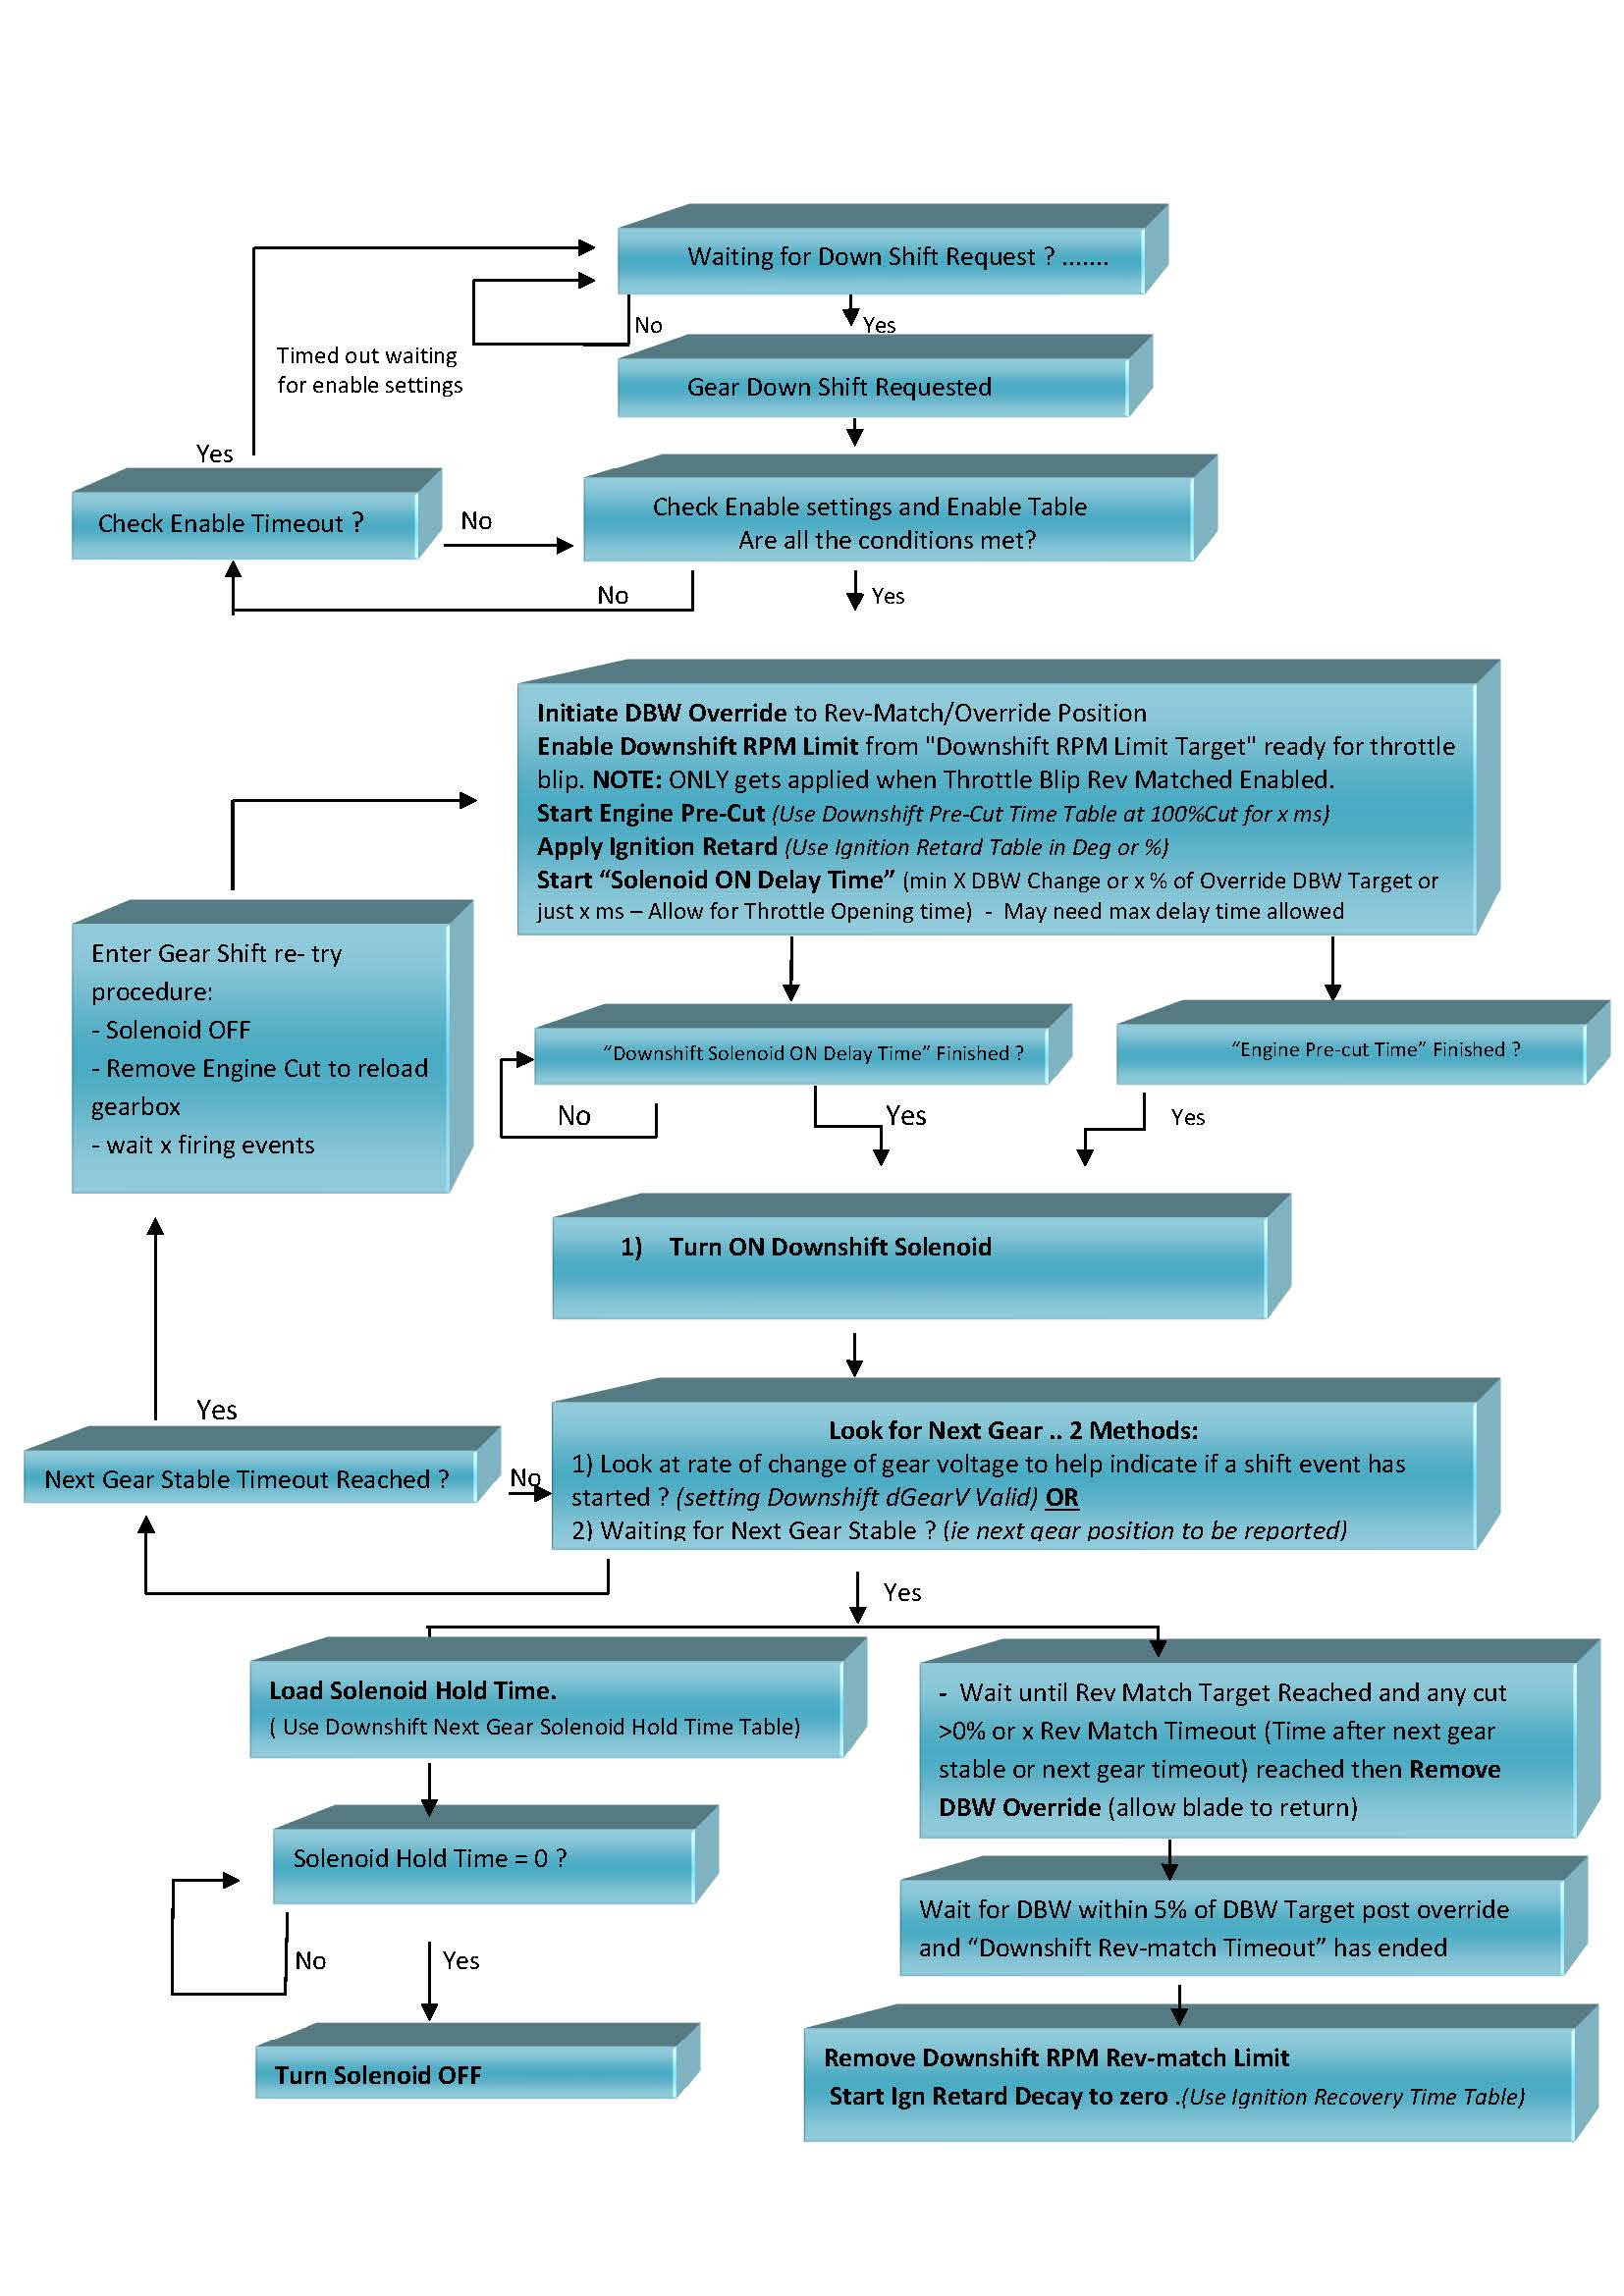 Waiting for Down Shift Request ? .......
No
Yes
Timed out waiting
for enable settings
Gear Down Shift Requested
Yes
Check Enable Timeout ?
No
Check Enable settings and Enable Table
Are all the conditions met?
No
Yes
Initiate DBW Override to Rev-Match/Override Position
Enable Downshift RPM Limit from "Downshift RPM Limit Target" ready for throttle
blip. NOTE: ONLY gets applied when Throttle Blip Rev Matched Enabled.
Start Engine Pre-Cut (Use Downshift Pre-Cut Time Table at 100%Cut for x ms)
Apply Ignition Retard (Use Ignition Retard Table in Deg or %)
Start “Solenoid ON Delay Time” (min X DBW Change or x % of Override DBW Target or
just x ms – Allow for Throttle Opening time)  -  May need max delay time allowed
Enter Gear Shift re- try
procedure:
- Solenoid OFF
- Remove Engine Cut to reload
gearbox
- wait x firing events
“Downshift Solenoid ON Delay Time” Finished ?
“Engine Pre-cut Time” Finished ?
No
Yes
Yes
1) Turn ON Downshift Solenoid
Yes
Next Gear Stable Timeout Reached ?
No
Look for Next Gear .. 2 Methods:
1) Look at rate of change of gear voltage to help indicate if a shift event has
started ? (setting Downshift dGearV Valid) OR
2) Waiting for Next Gear Stable ? (ie next gear position to be reported)
Yes
Load Solenoid Hold Time.
( Use Downshift Next Gear Solenoid Hold Time Table)
- Wait until Rev Match Target Reached and any cut
>0% or x Rev Match Timeout (Time after next gear
stable or next gear timeout) reached then Remove
DBW Override (allow blade to return)
Solenoid Hold Time = 0 ?
No
Yes
Wait for DBW within 5% of DBW Target post override
and “Downshift Rev-match Timeout” has ended
Turn Solenoid OFF
Remove Downshift RPM Rev-match Limit
Start Ign Retard Decay to zero .(Use Ignition Recovery Time Table)